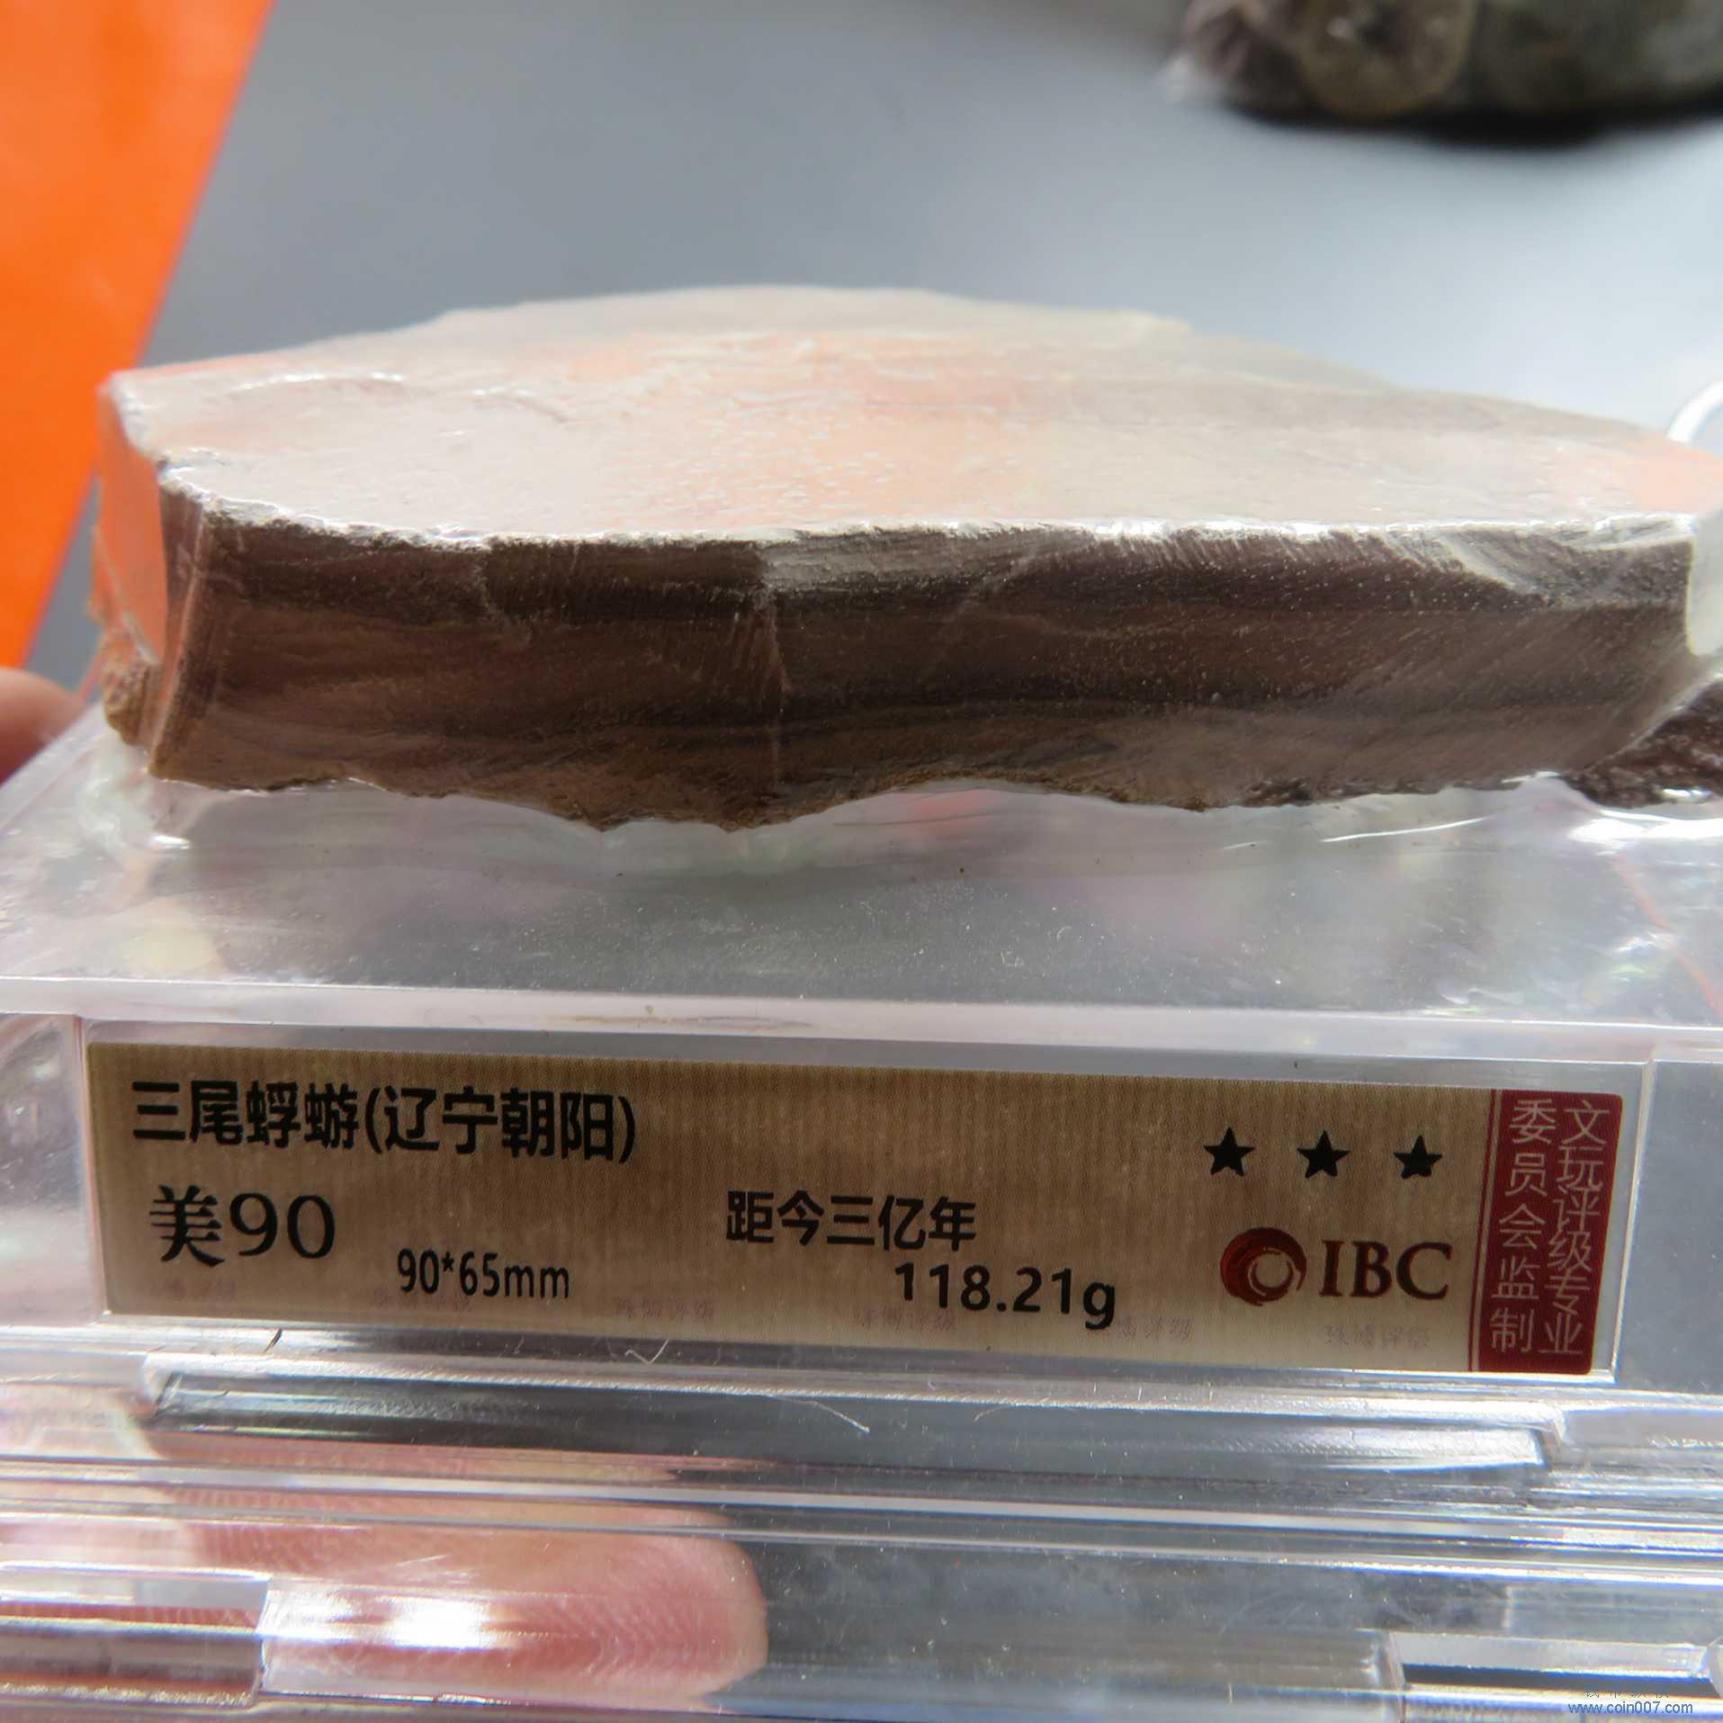 三尾蜉蝣(辽宁朝阳)
★ ★ ★
美90
距今三亿年
90*65mm
118.21g
IBC
文玩评级专业
委员会监制
www.coin007.com